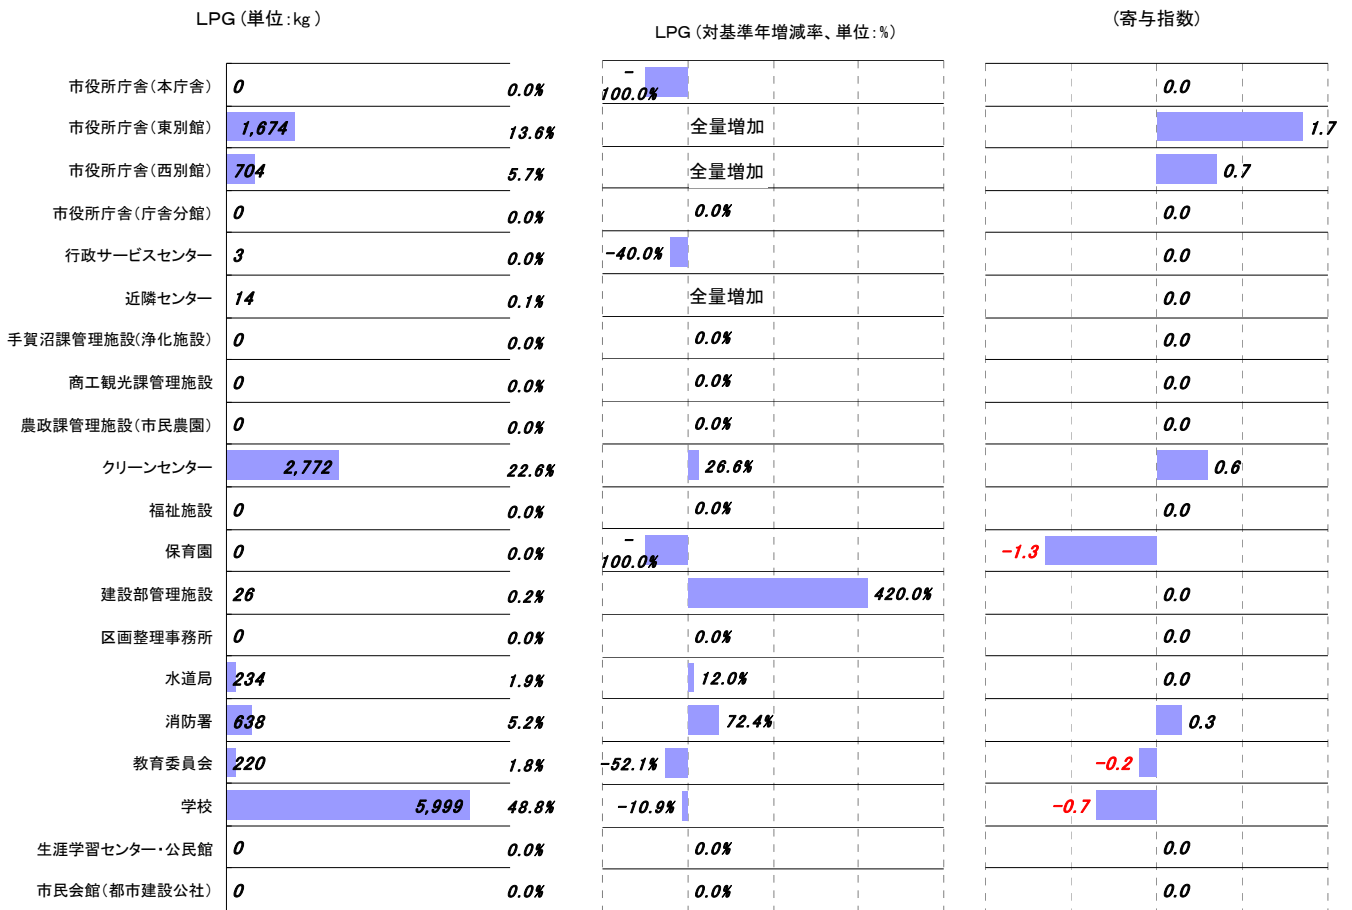 LPG（単位：kg）
LPG（対基準年増減率、単位：%）
（寄与指数）
市役所庁舎（本庁舎） 0 0.0% -100.0% 0.0
市役所庁舎（東別館） 1,674 13.6% 全量増加 1.7
市役所庁舎（西別館） 704 5.7% 全量増加 0.7
市役所庁舎（庁舎分館） 0 0.0% 0.0% 0.0
行政サービスセンター 3 0.0% -40.0% 0.0
近隣センター 14 0.1% 全量増加 0.0
手賀沼課管理施設（浄化施設） 0 0.0% 0.0% 0.0
商工観光課管理施設 0 0.0% 0.0% 0.0
農政課管理施設（市民農園） 0 0.0% 0.0% 0.0
クリーンセンター 2,772 22.6% 26.6% 0.6
福祉施設 0 0.0% 0.0% 0.0
保育園 0 0.0% -100.0% -1.3
建設部管理施設 26 0.2% 420.0% 0.0
区画整理事務所 0 0.0% 0.0% 0.0
水道局 234 1.9% 12.0% 0.0
消防署 638 5.2% 72.4% 0.3
教育委員会 220 1.8% -52.1% -0.2
学校 5,999 48.8% -10.9% -0.7
生涯学習センター・公民館 0 0.0% 0.0% 0.0
市民会館（都市建設公社） 0 0.0% 0.0% 0.0